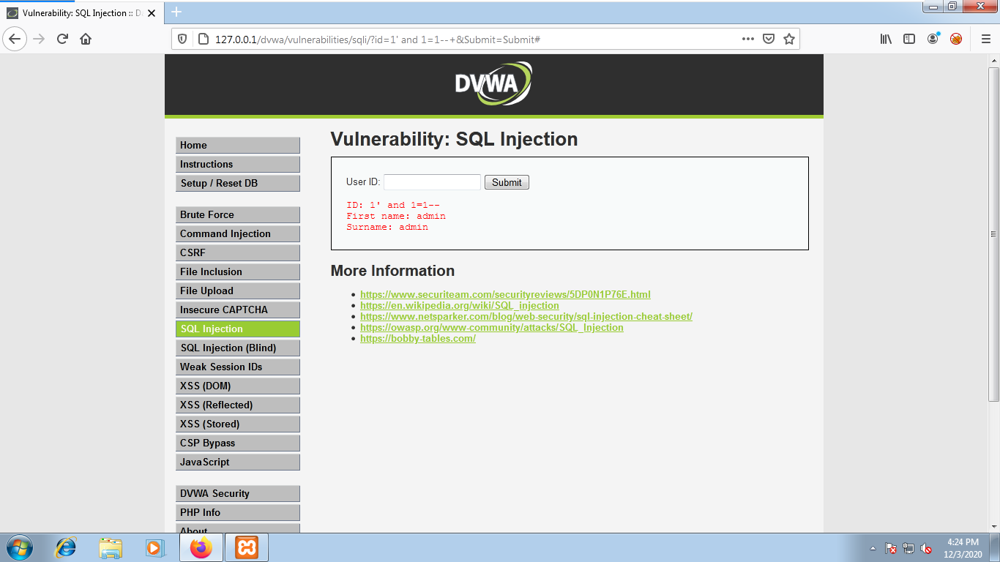 Vulnerability: SQL Injection :: D
127.0.0.1/dvwa/vulnerabilities/sqli/?id=1' and 1=1--+&Submit=Submit#
DVWA
Home
Instructions
Setup / Reset DB
Brute Force
Command Injection
CSRF
File Inclusion
File Upload
Insecure CAPTCHA
SQL Injection
SQL Injection (Blind)
Weak Session IDs
XSS (DOM)
XSS (Reflected)
XSS (Stored)
CSP Bypass
JavaScript
DVWA Security
PHP Info
About
Vulnerability: SQL Injection
User ID:
Submit
ID: 1' and 1=1--
First name: admin
Surname: admin
More Information
https://www.securiteam.com/securityreviews/5DP0N1P76E.html
https://en.wikipedia.org/wiki/SQL_injection
https://www.netsparker.com/blog/web-security/sql-injection-cheat-sheet/
https://owasp.org/www-community/attacks/SQL_Injection
https://bobby-tables.com/
4:24 PM
12/3/2020